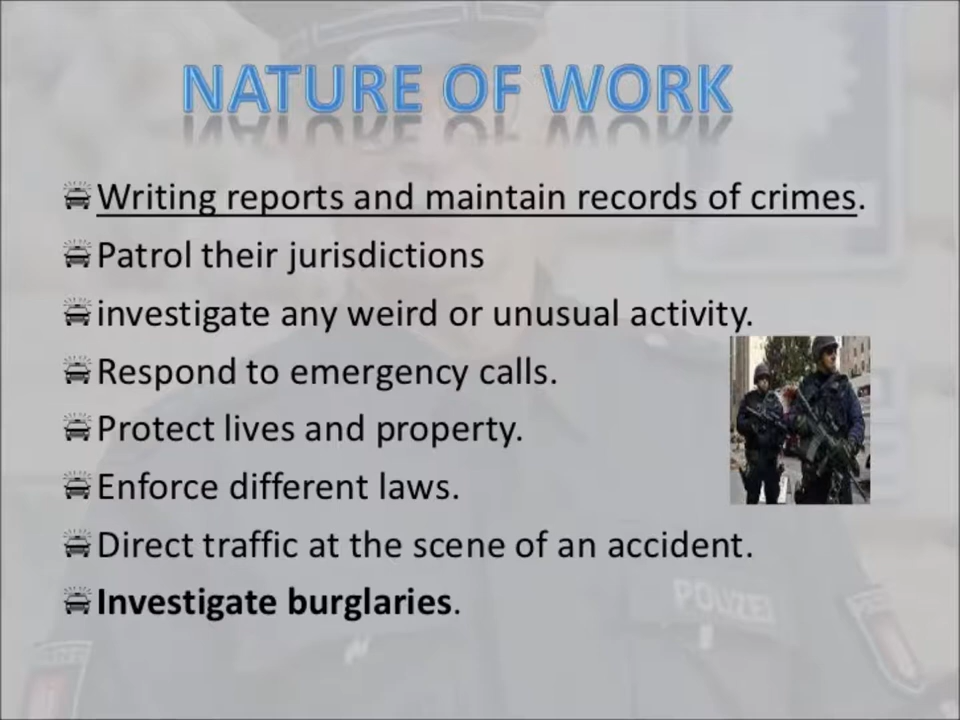 NATURE OF WORK
Writing reports and maintain records of crimes.
Patrol their jurisdictions
investigate any weird or unusual activity.
Respond to emergency calls.
Protect lives and property.
Enforce different laws.
Direct traffic at the scene of an accident.
Investigate burglaries.
POLIZEI